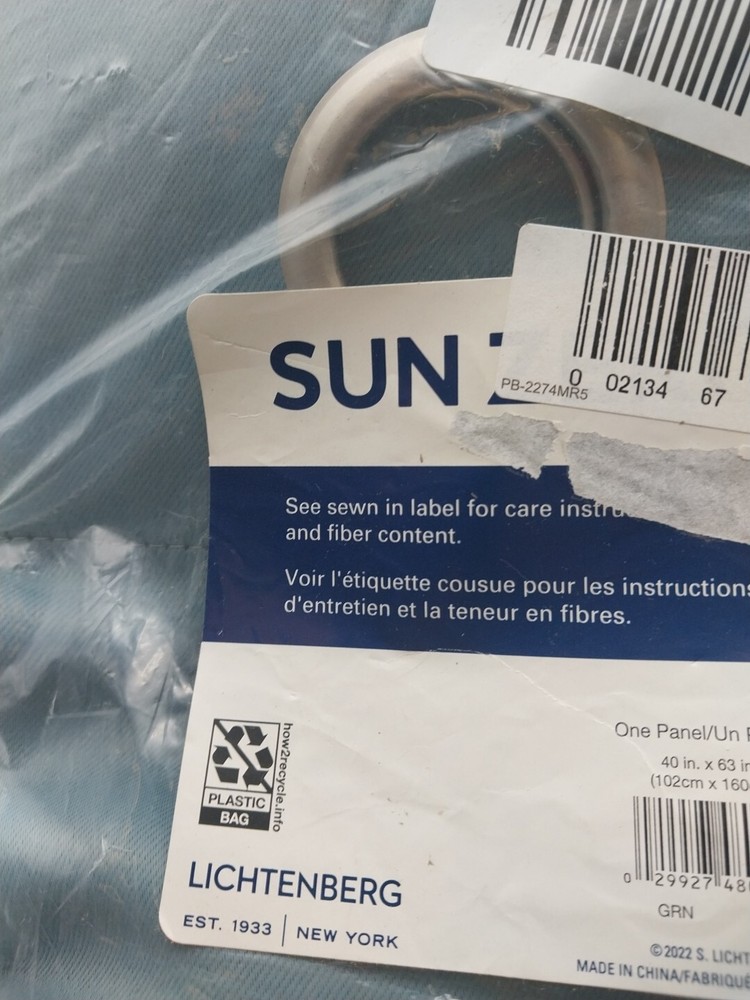 0 02134 67
PB-2274MR5
SUN
See sewn in label for care
and fiber content.
Voir l'étiquette cousue pour les instructions
d'entretien et la teneur en fibres.
One Panel/Un
40 in. x 63 in
(102cm x 160
how2recycle.info
PLASTIC
BAG
0 29927 48
GRN
LICHTENBERG
EST. 1933 | NEW YORK
©2022 S. LICHT
MADE IN CHINA/FABRIQU